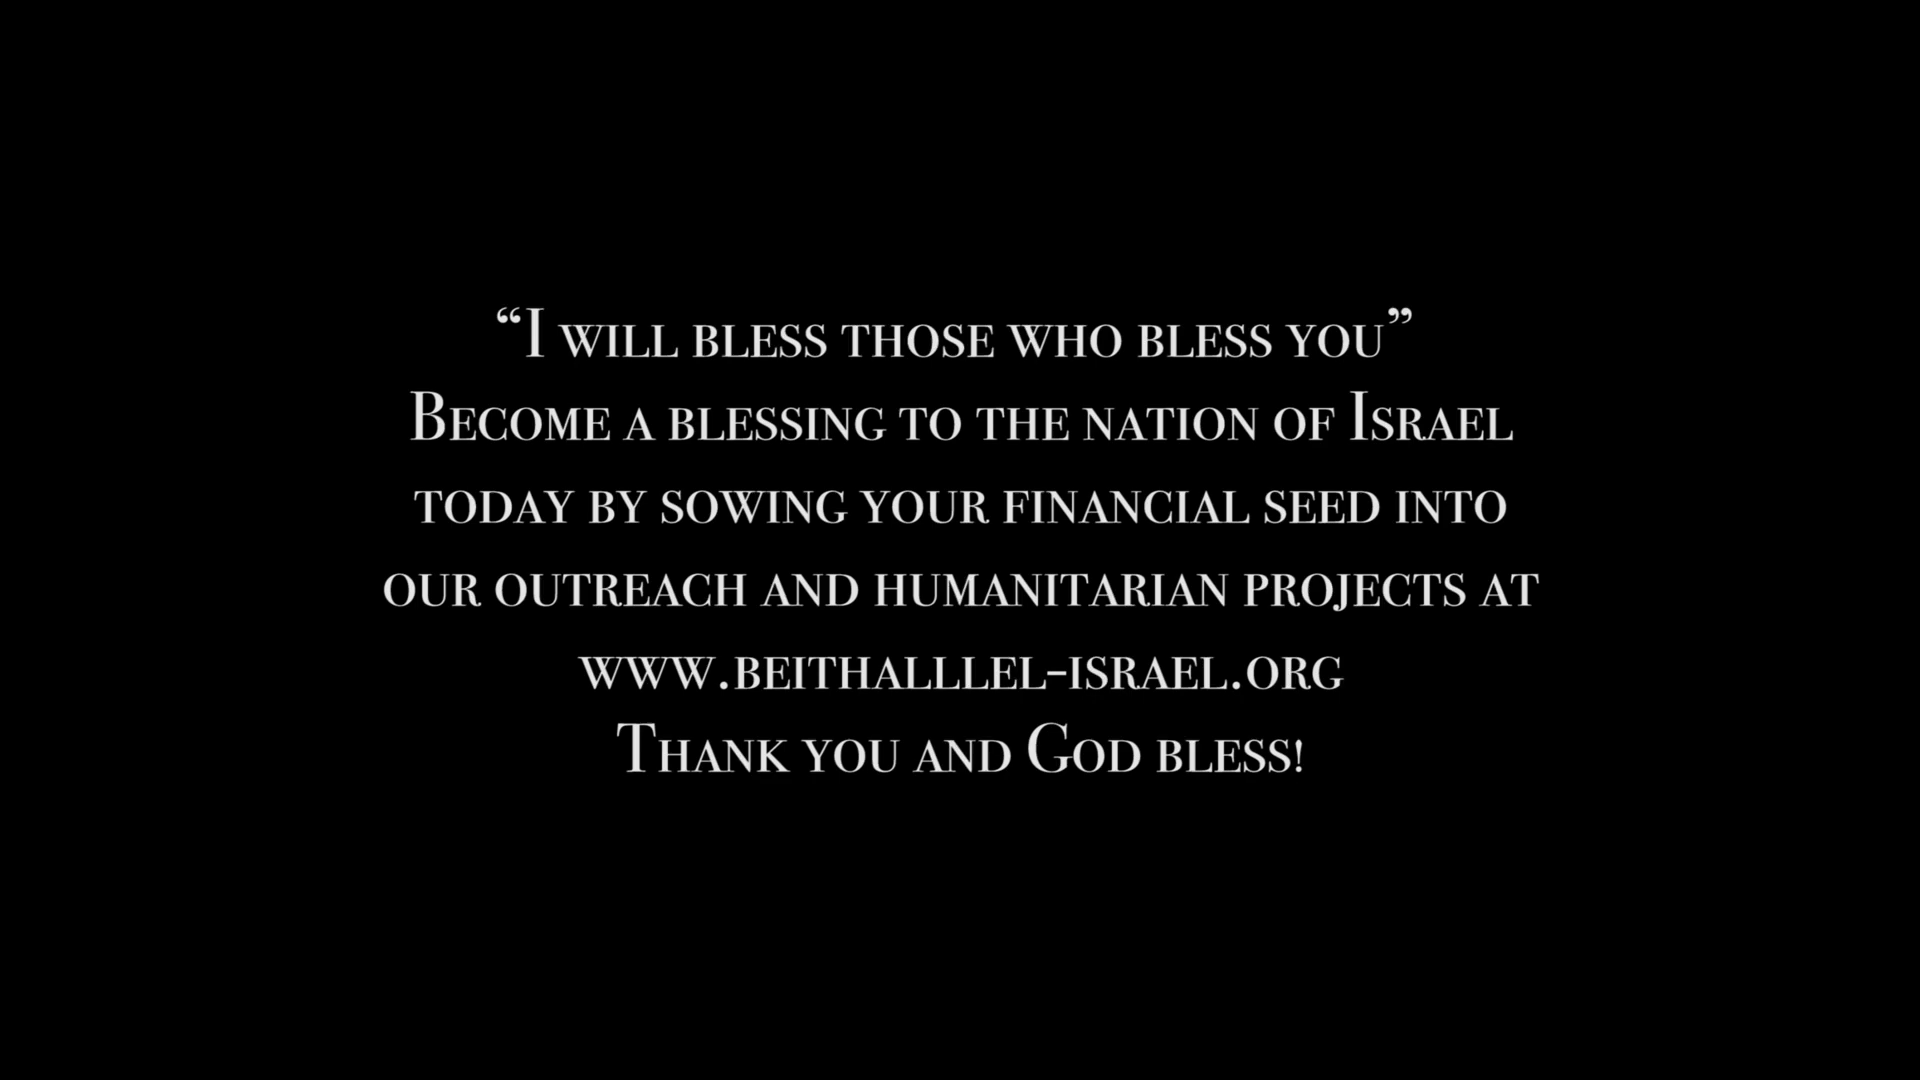 “I will bless those who bless you”
Become a blessing to the nation of Israel
today by sowing your financial seed into
our outreach and humanitarian projects at
www.beithalllel-israel.org
Thank you and God bless!